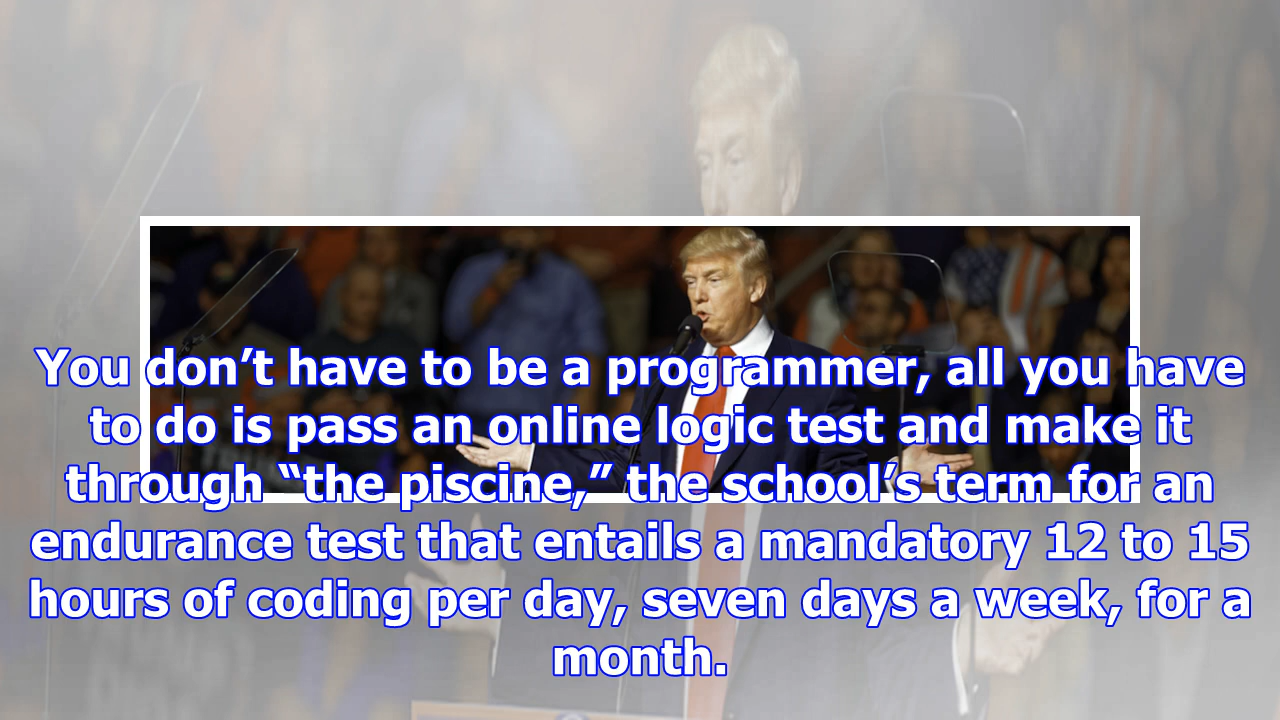 You don’t have to be a programmer, all you have
to do is pass an online logic test and make it
through “the piscine,” the school’s term for an
endurance test that entails a mandatory 12 to 15
hours of coding per day, seven days a week, for a
month.